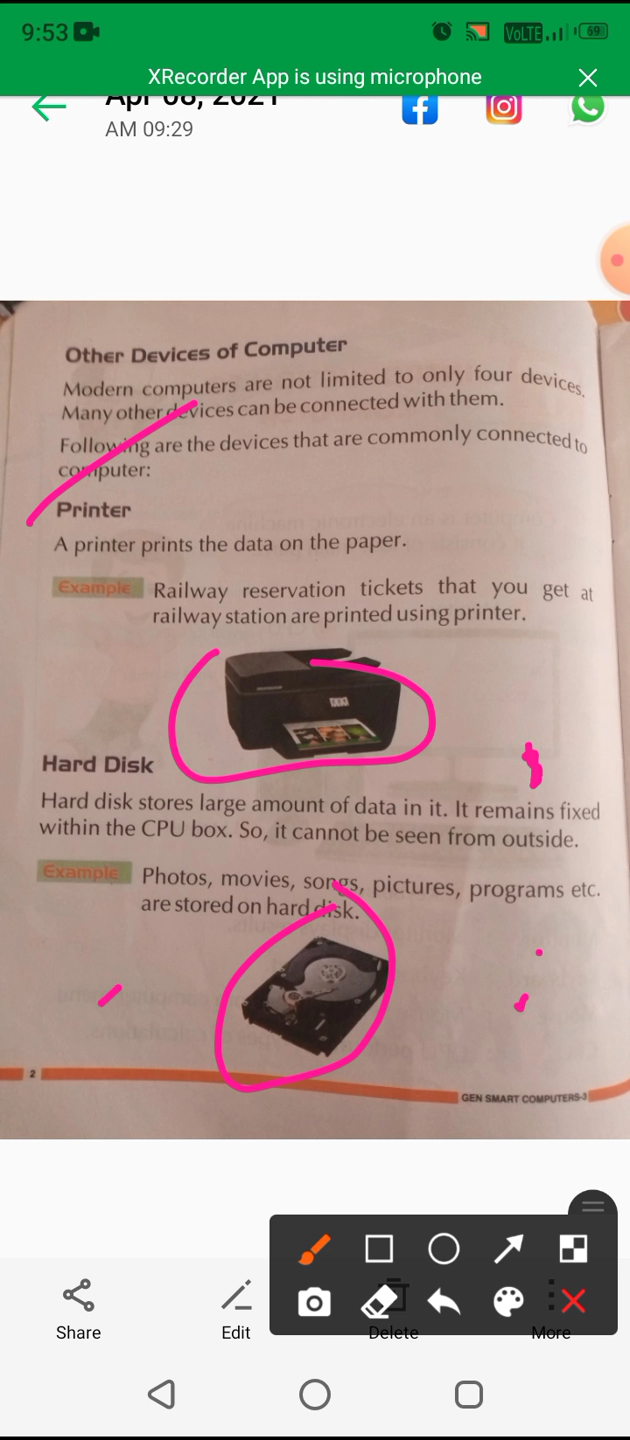 9:53
VoLTE
69
XRecorder App is using microphone
Apr 08, 2021
AM 09:29
Other Devices of Computer
Modern computers are not limited to only four devices.
Many other devices can be connected with them.
Following are the devices that are commonly connected to
computer:
Printer
A printer prints the data on the paper.
Example Railway reservation tickets that you get at
railway station are printed using printer.
Hard Disk
Hard disk stores large amount of data in it. It remains fixed
within the CPU box. So, it cannot be seen from outside.
Example Photos, movies, songs, pictures, programs etc.
are stored on hard disk.
2
GEN SMART COMPUTERS-3
Share
Edit
Delete
More